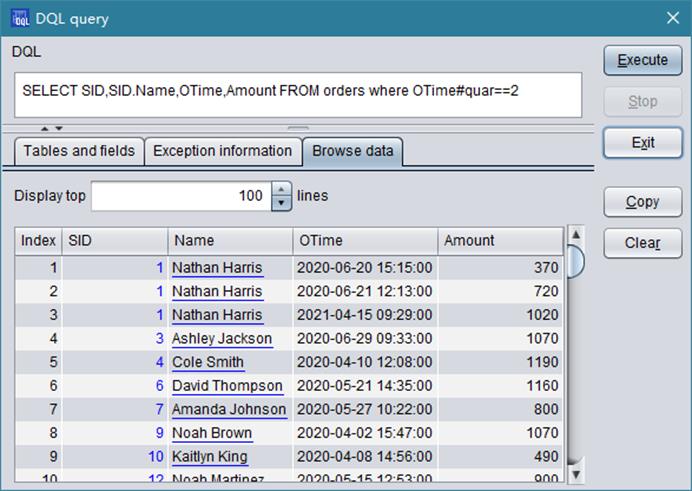 DQL query
DQL
SELECT SID,SID.Name,OTime,Amount FROM orders where OTime#quar==2
Execute
Stop
Exit
Copy
Clear
Tables and fields Exception information Browse data
Display top 100 lines
Index SID Name OTime Amount
1 1 Nathan Harris 2020-06-20 15:15:00 370
2 1 Nathan Harris 2020-06-21 12:13:00 720
3 1 Nathan Harris 2021-04-15 09:29:00 1020
4 3 Ashley Jackson 2020-06-29 09:33:00 1070
5 4 Cole Smith 2020-04-10 12:08:00 1190
6 6 David Thompson 2020-05-21 14:35:00 1160
7 7 Amanda Johnson 2020-05-27 10:22:00 800
8 9 Noah Brown 2020-04-02 15:47:00 1070
9 10 Kaitlyn King 2020-04-08 14:56:00 490
10 12 Noah Martinez 2020-05-15 12:53:00 900